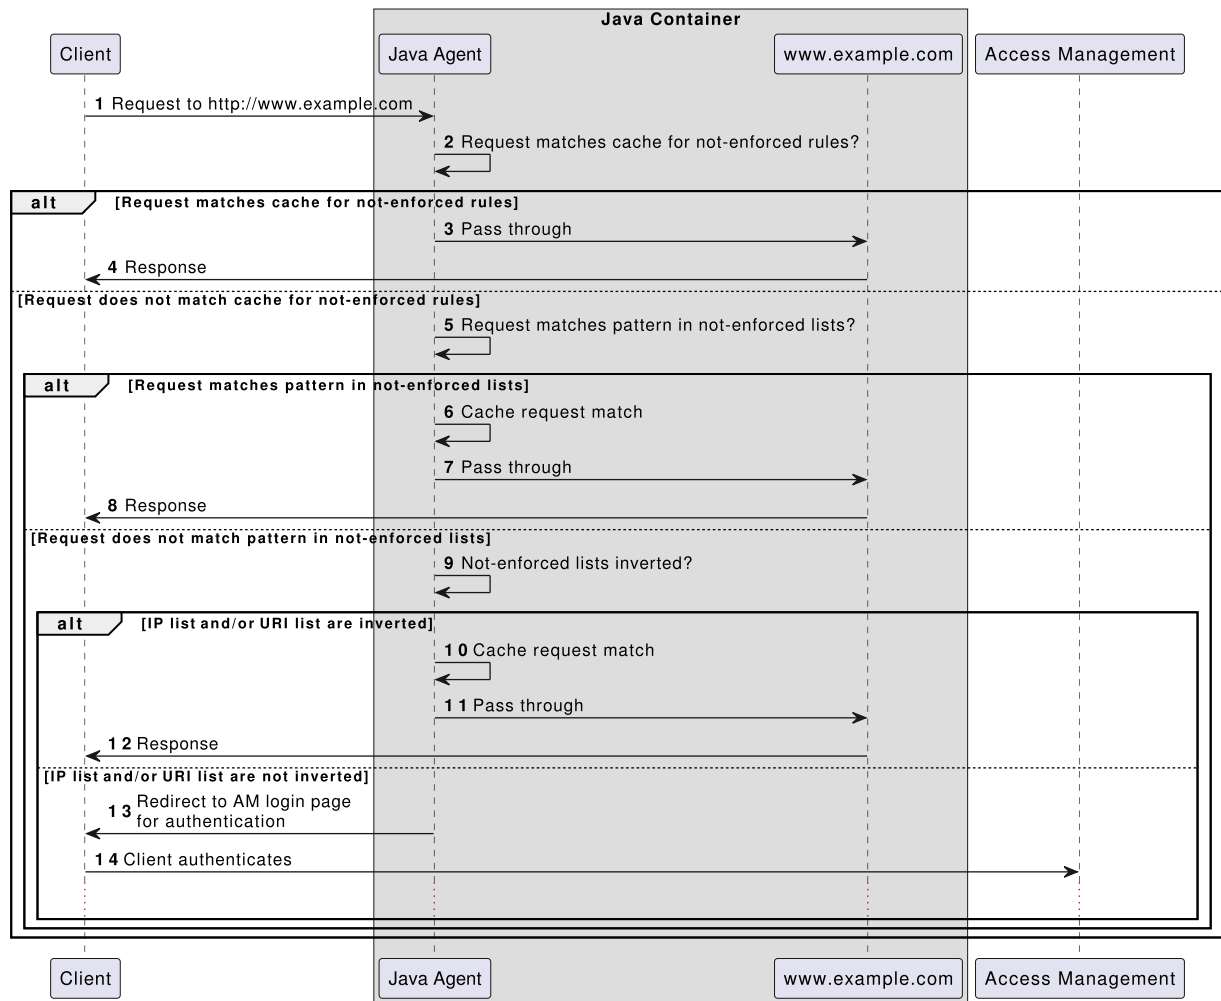 Java Container
Client
Java Agent
www.example.com
Access Management
1 Request to http://www.example.com
2 Request matches cache for not-enforced rules?
alt [Request matches cache for not-enforced rules]
3 Pass through
4 Response
[Request does not match cache for not-enforced rules]
5 Request matches pattern in not-enforced lists?
alt [Request matches pattern in not-enforced lists]
6 Cache request match
7 Pass through
8 Response
[Request does not match pattern in not-enforced lists]
9 Not-enforced lists inverted?
alt [IP list and/or URI list are inverted]
10 Cache request match
11 Pass through
12 Response
[IP list and/or URI list are not inverted]
13 Redirect to AM login page
for authentication
14 Client authenticates
Client
Java Agent
www.example.com
Access Management